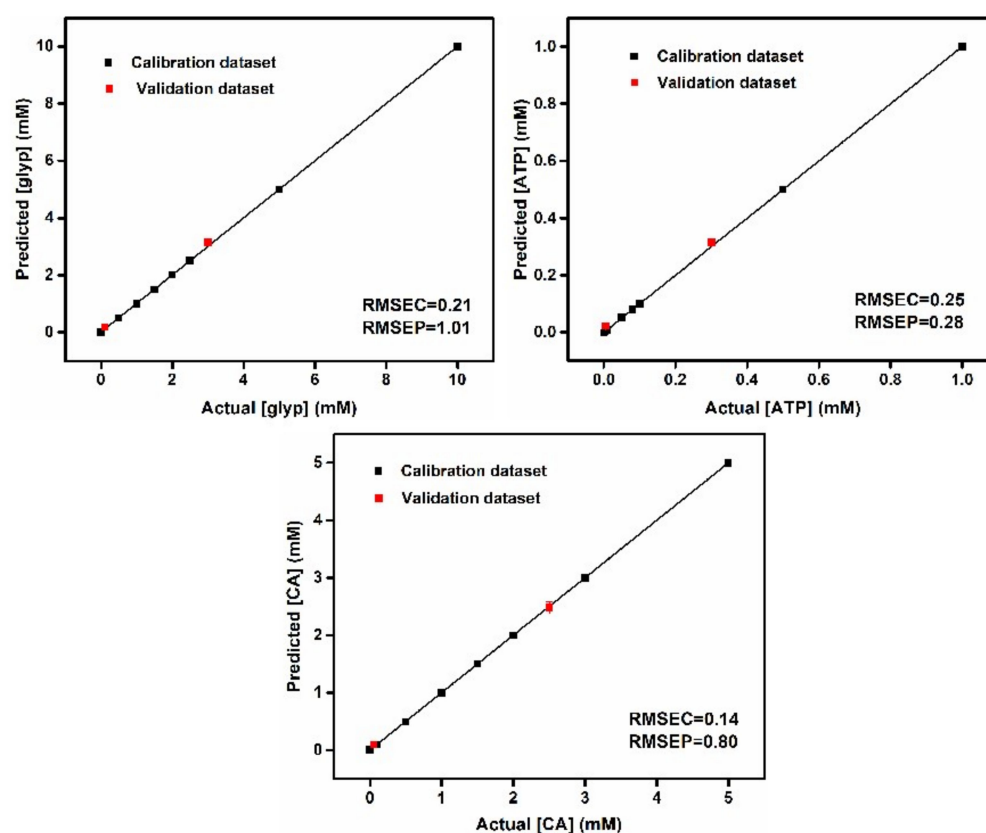 Predicted [glyp] (mM)
10
8
6
4
2
0
Calibration dataset
Validation dataset
RMSEC=0.21
RMSEP=1.01
0 2 4 6 8 10
Actual [glyp] (mM)
Predicted [ATP] (mM)
1.0
0.8
0.6
0.4
0.2
0.0
Calibration dataset
Validation dataset
RMSEC=0.25
RMSEP=0.28
0.0 0.2 0.4 0.6 0.8 1.0
Actual [ATP] (mM)
Predicted [CA] (mM)
5
4
3
2
1
0
Calibration dataset
Validation dataset
RMSEC=0.14
RMSEP=0.80
0 1 2 3 4 5
Actual [CA] (mM)